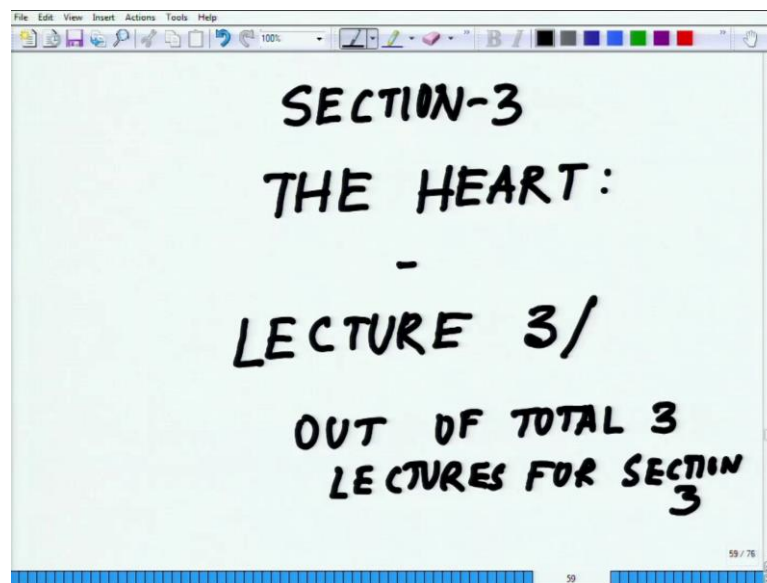 File Edit View Insert Actions Tools Help
100% B I
SECTION-3
THE HEART:
-
LECTURE 3/
OUT OF TOTAL 3
LECTURES FOR SECTION
3
59 / 76
59